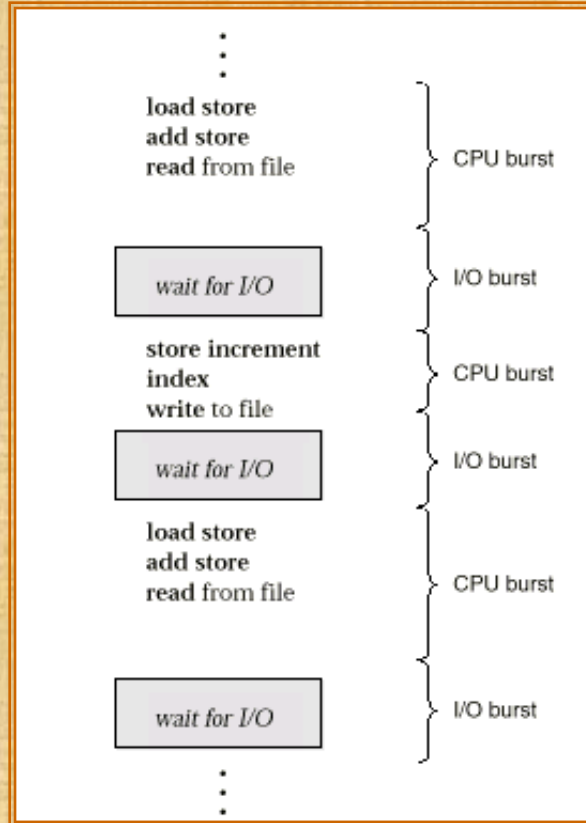 load store
add store
read from file
CPU burst
wait for I/O
I/O burst
store increment
index
write to file
CPU burst
wait for I/O
I/O burst
load store
add store
read from file
CPU burst
wait for I/O
I/O burst